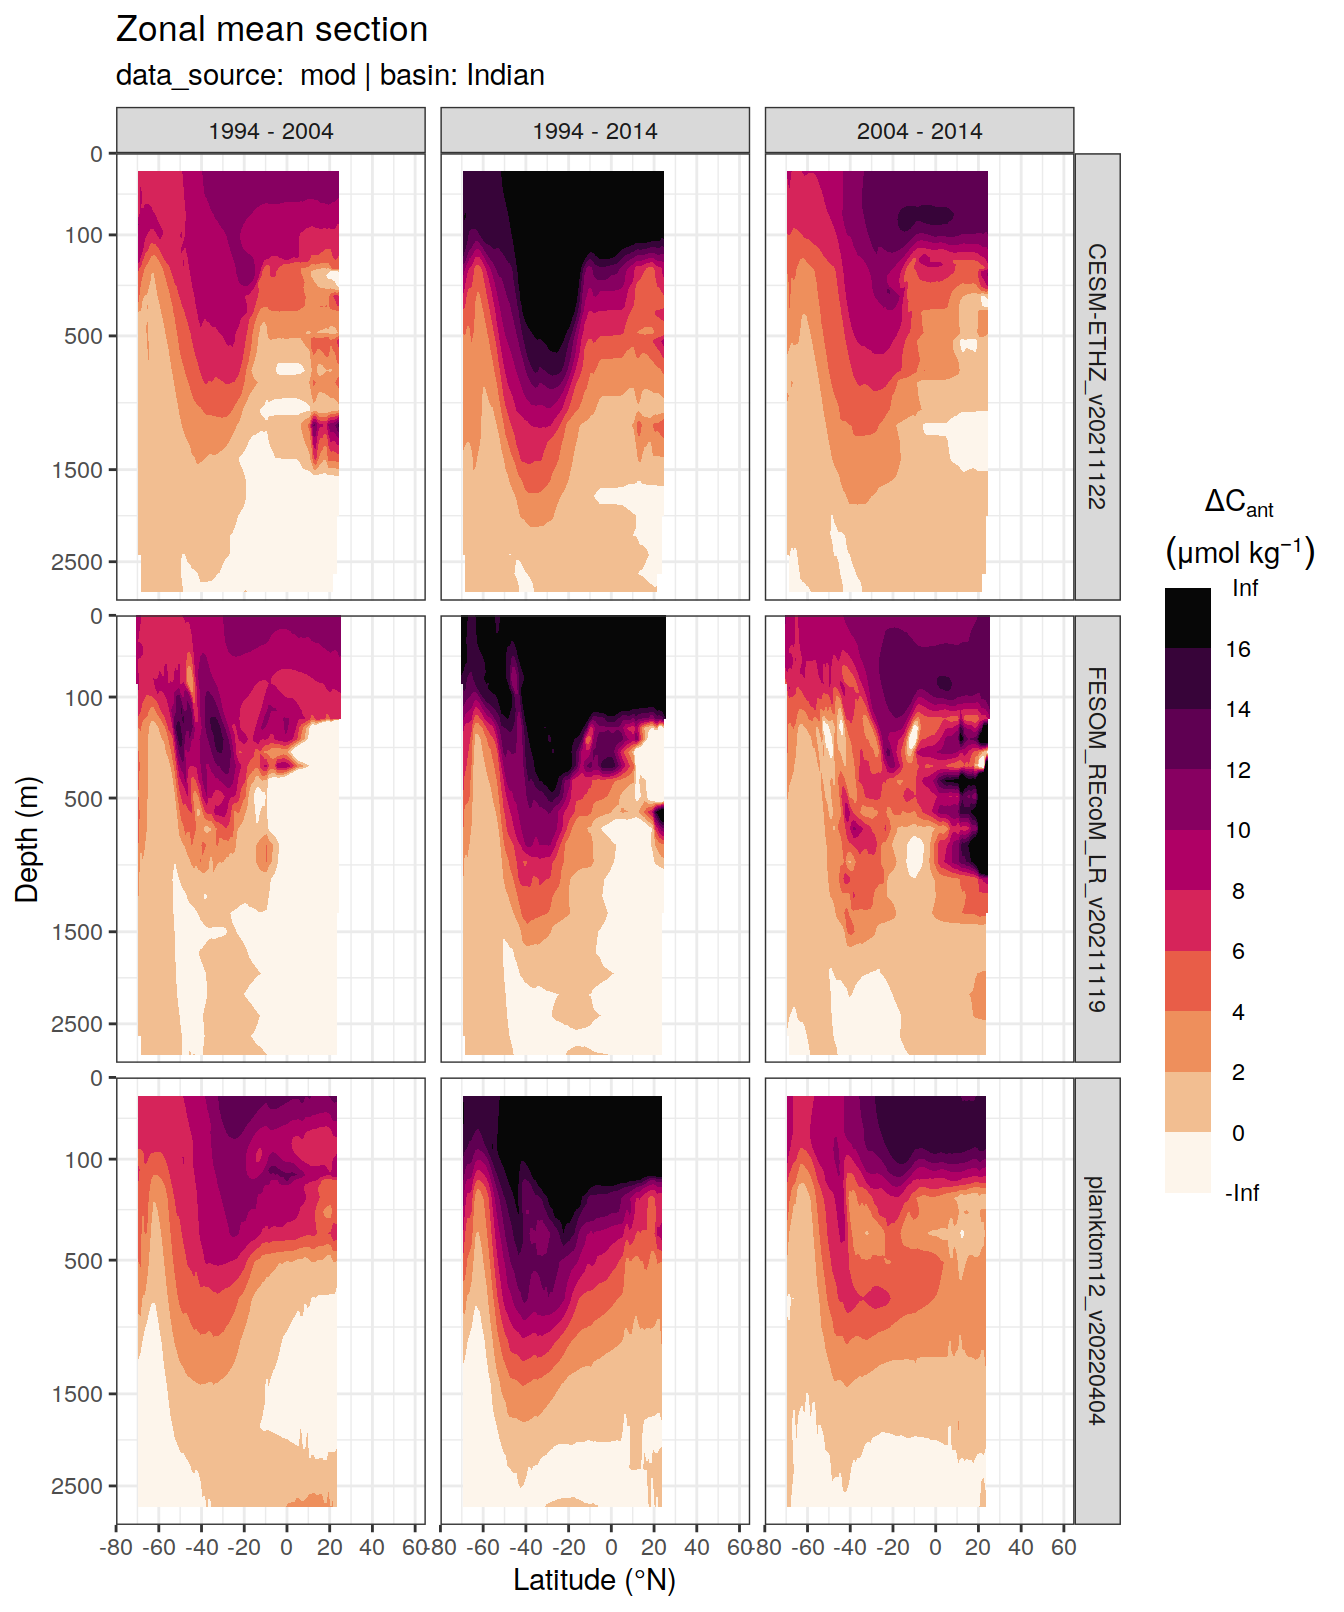 Zonal mean section
data_source:  mod | basin: Indian
1994 - 2004
1994 - 2014
2004 - 2014
0
100
500
1500
2500
CESM-ETHZ_v20211122
0
100
500
1500
2500
FESOM_REcoM_LR_v20211119
0
100
500
1500
2500
planktom12_v20220404
Depth (m)
-80 -60 -40 -20 0 20 40 60
-80 -60 -40 -20 0 20 40 60
-80 -60 -40 -20 0 20 40 60
Latitude (°N)
ΔCant
(μmol kg−1)
Inf
16
14
12
10
8
6
4
2
0
-Inf